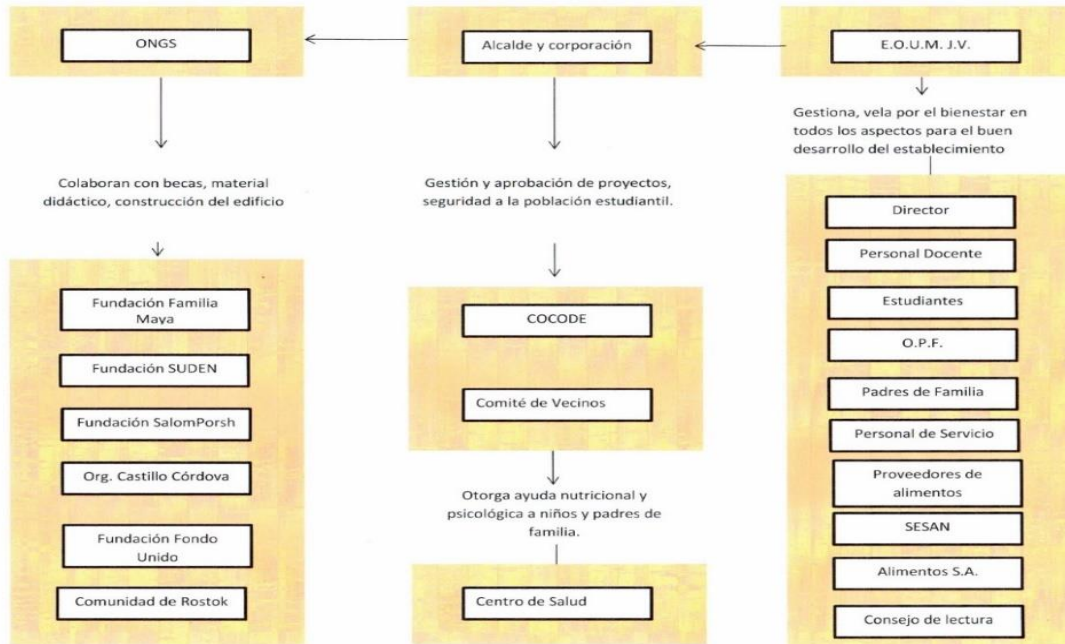 ONGS
Alcalde y corporación
E.O.U.M. J.V.
Gestiona, vela por el bienestar en
todos los aspectos para el buen
desarrollo del establecimiento
Colaboran con becas, material
didáctico, construcción del edificio
Gestión y aprobación de proyectos,
seguridad a la población estudiantil.
Fundación Familia
Maya
Fundación SUDEN
Fundación SalomPorsh
Org. Castillo Córdova
Fundación Fondo
Unido
Comunidad de Rostok
COCODE
Comité de Vecinos
Otorga ayuda nutricional y
psicológica a niños y padres de
familia.
Centro de Salud
Director
Personal Docente
Estudiantes
O.P.F.
Padres de Familia
Personal de Servicio
Proveedores de
alimentos
SESAN
Alimentos S.A.
Consejo de lectura